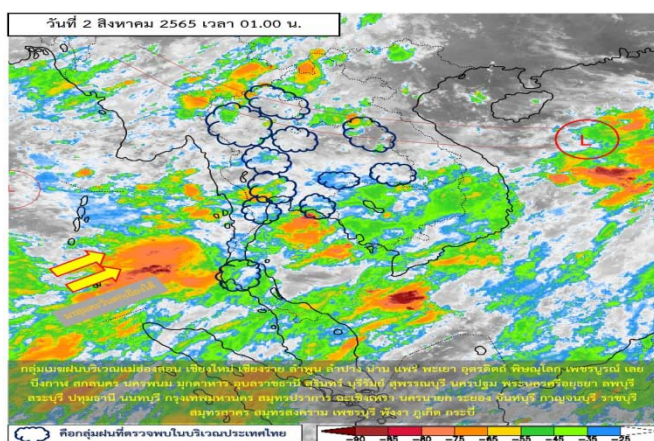 วันที่ 2 สิงหาคม 2565 เวลา 01.00 น.
L
กลุ่มเมฆฝนบริเวณแม่ฮ่องสอน เชียงใหม่ เชียงราย ลำพูน ลำปาง น่าน แพร่ พะเยา อุตรดิตถ์ พิษณุโลก เพชรบูรณ์ เลย
บึงกาฬ สกลนคร นครพนม มุกดาหาร อุบลราชธานี สุรินทร์ บุรีรัมย์ สุพรรณบุรี นครปฐม พระนครศรีอยุธยา ลพบุรี
สระบุรี ปทุมธานี นนทบุรี กรุงเทพมหานคร สมุทรปราการ ฉะเชิงเทรา นครนายก ระยอง จันทบุรี กาญจนบุรี ราชบุรี
สมุทรสาคร สมุทรสงคราม เพชรบุรี พังงา ภูเก็ต กระบี่
คือกลุ่มฝนที่ตรวจพบในบริเวณประเทศไทย
-90 -80 -70 -60 -55 -50 -45 -40 -35 -30 -25